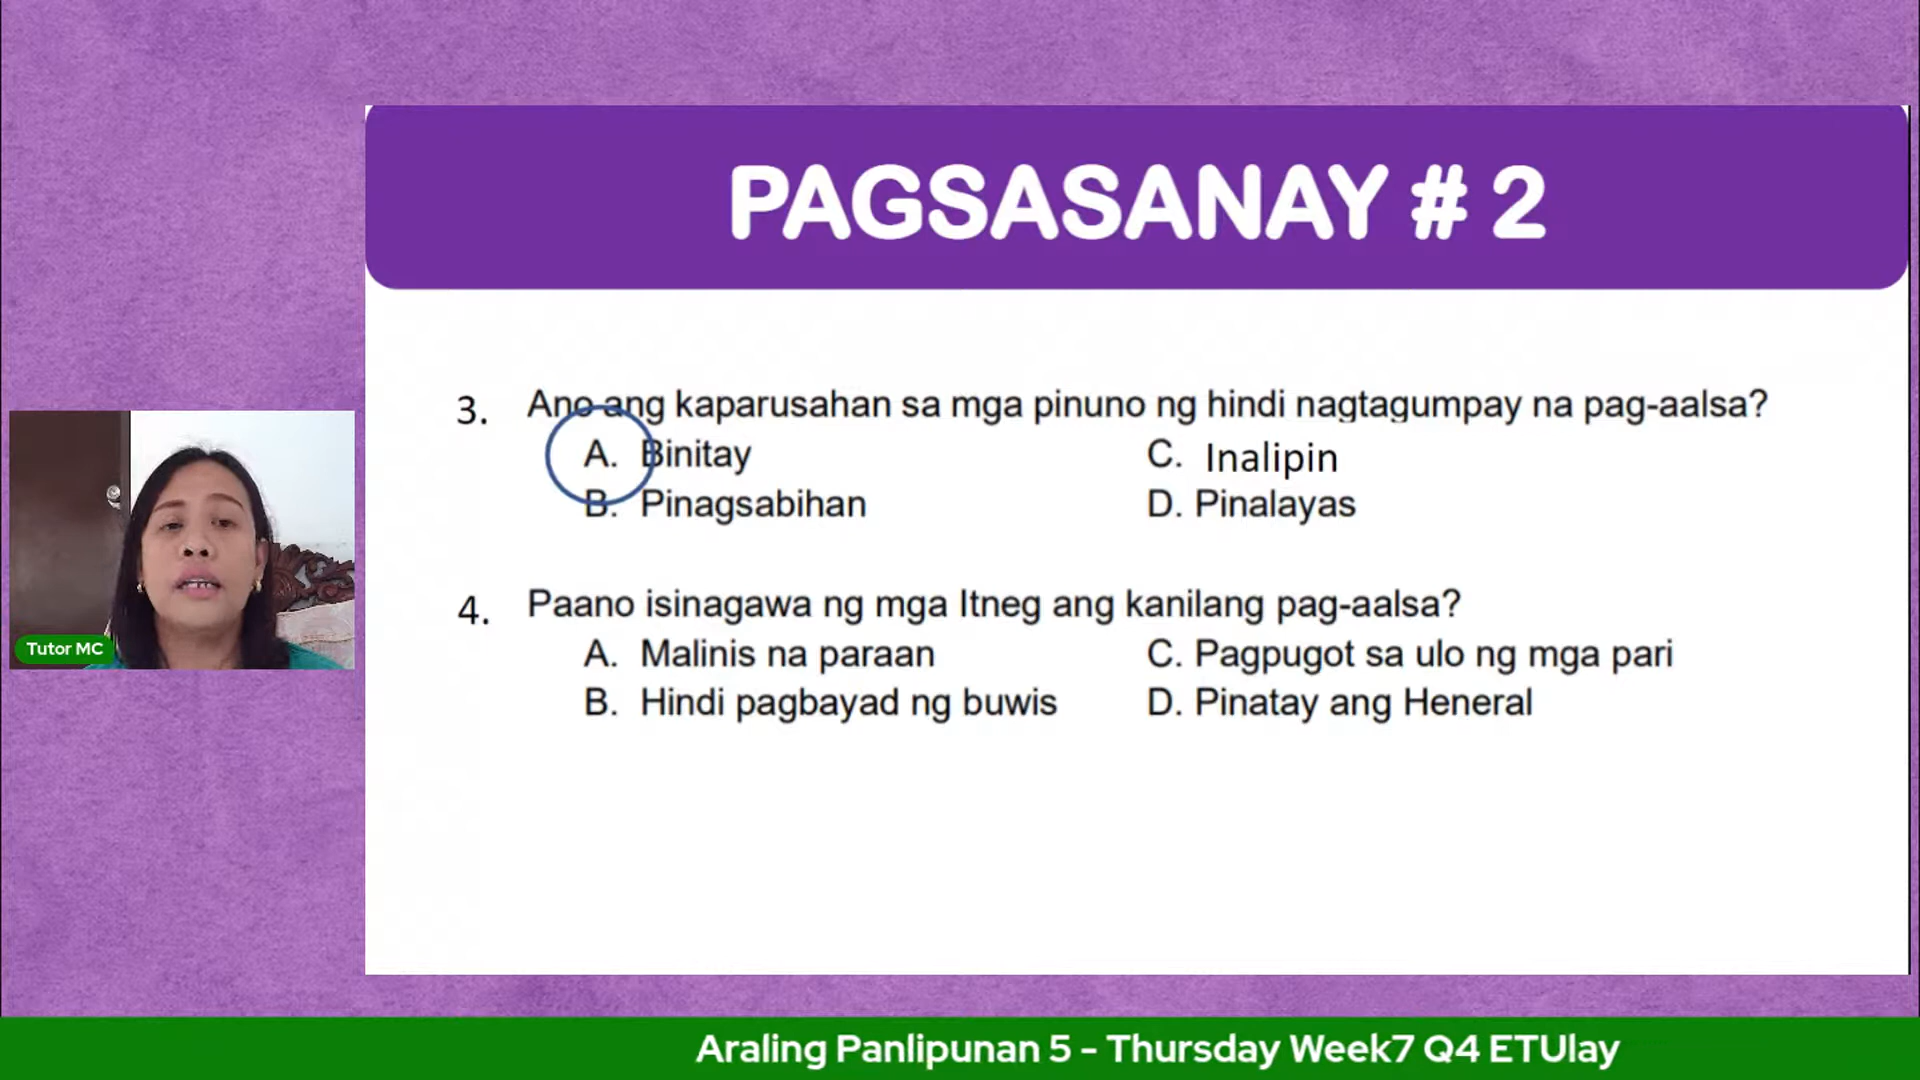 PAGSASANAY # 2
3. Ano ang kaparusahan sa mga pinuno ng hindi nagtagumpay na pag-aalsa?
A. Binitay C. Inalipin
B. Pinagsabihan D. Pinalayas
4. Paano isinagawa ng mga Itneg ang kanilang pag-aalsa?
A. Malinis na paraan C. Pagpugot sa ulo ng mga pari
B. Hindi pagbayad ng buwis D. Pinatay ang Heneral
Tutor MC
Araling Panlipunan 5 - Thursday Week7 Q4 ETUlay